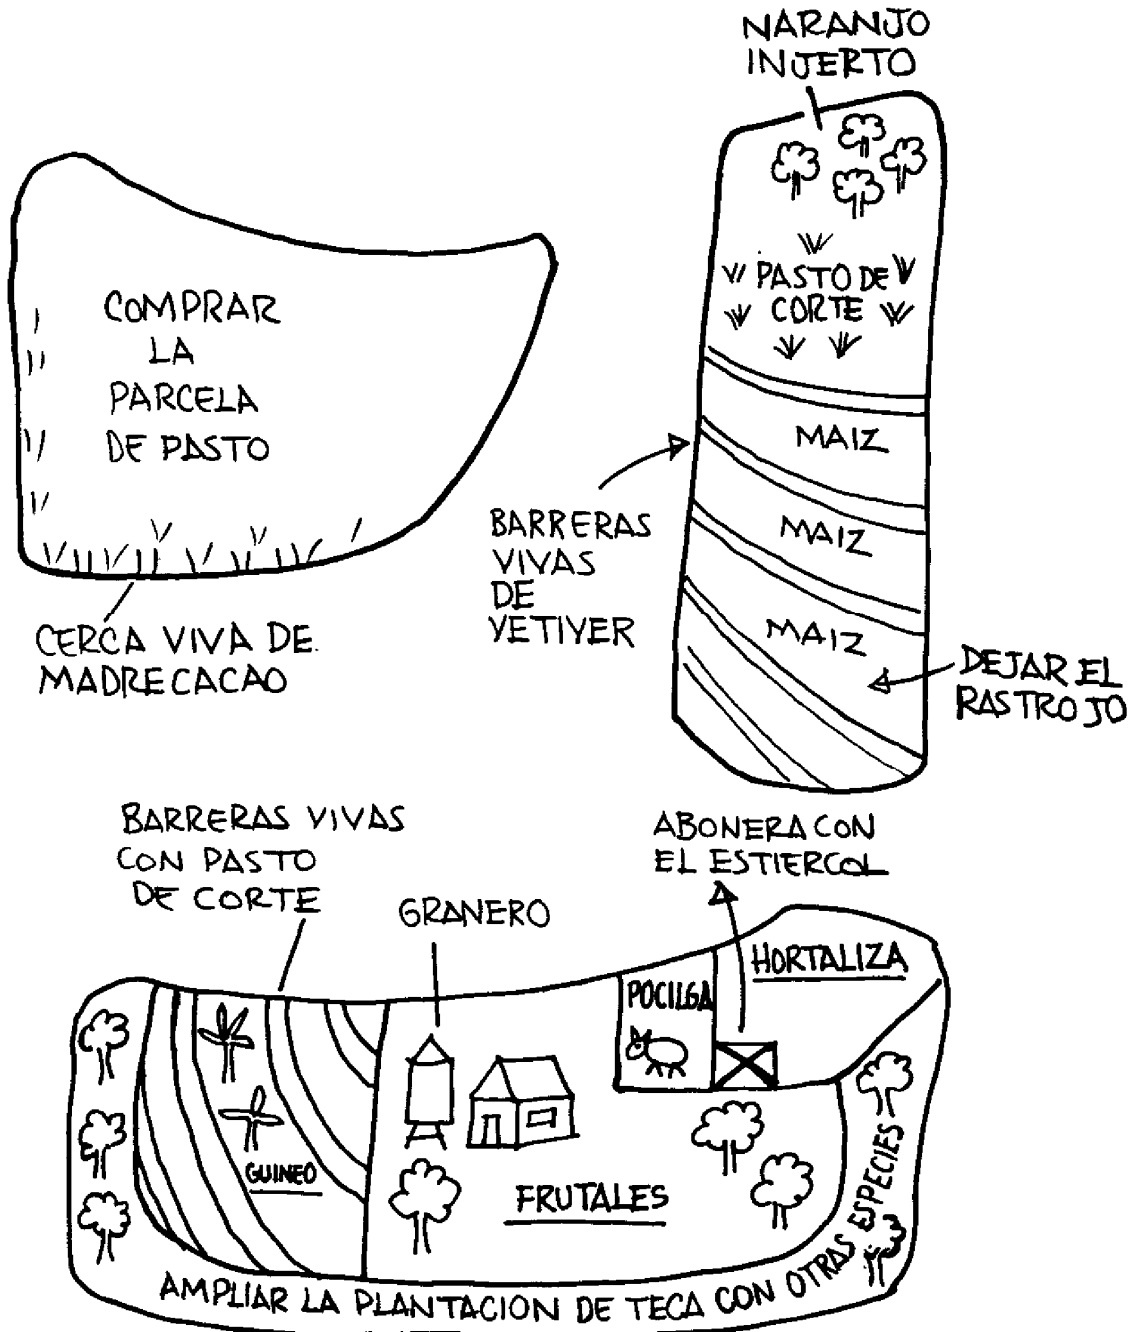 NARANJO
INJERTO
COMPRAR
LA
PARCELA
DE PASTO
PASTO DE
CORTE
MAIZ
MAIZ
MAIZ
BARRERAS
VIVAS
DE
VETIVER
CERCA VIVA DE
MADRECACAO
DEJAR EL
RASTROJO
BARRERAS VIVAS
CON PASTO
DE CORTE
GRANERO
ABONERA CON
EL ESTIERCOL
HORTALIZA
POCILGA
GUINEO
FRUTALES
AMPLIAR LA PLANTACION DE TECA CON OTRAS ESPECIES